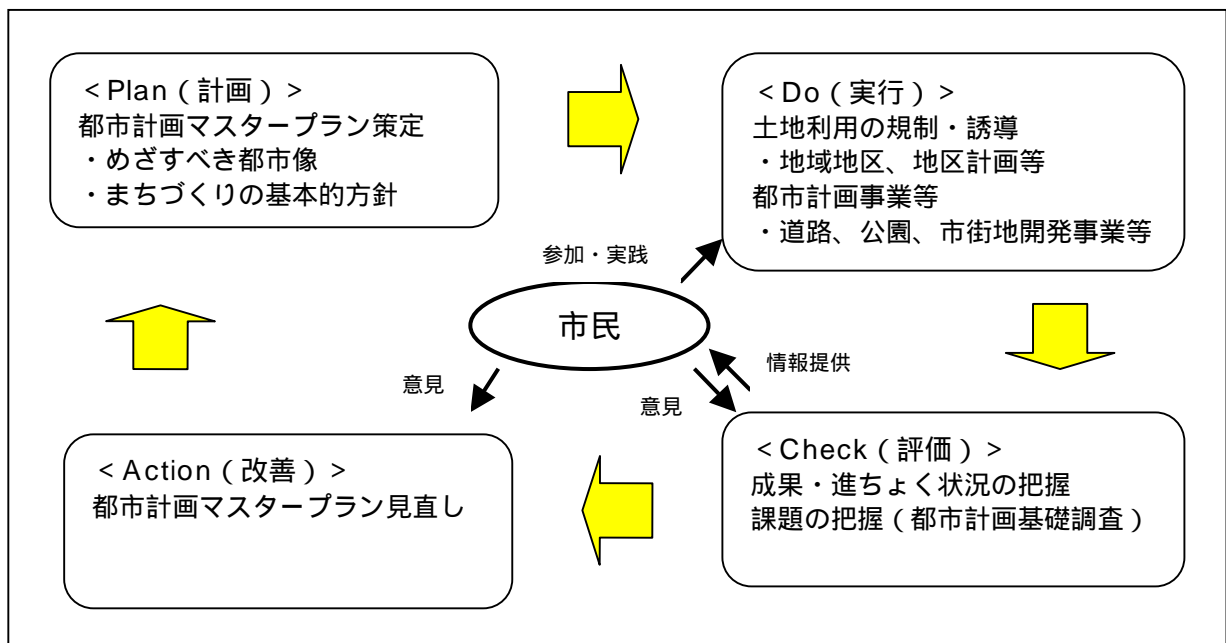 ＜Plan（計画）＞
都市計画マスタープラン策定
・めざすべき都市像
・まちづくりの基本的方針
＜Do（実行）＞
土地利用の規制・誘導
・地域地区、地区計画等
都市計画事業等
・道路、公園、市街地開発事業等
参加・実践
市民
意見
意見
情報提供
＜Action（改善）＞
都市計画マスタープラン見直し
＜Check（評価）＞
成果・進ちょく状況の把握
課題の把握（都市計画基礎調査）